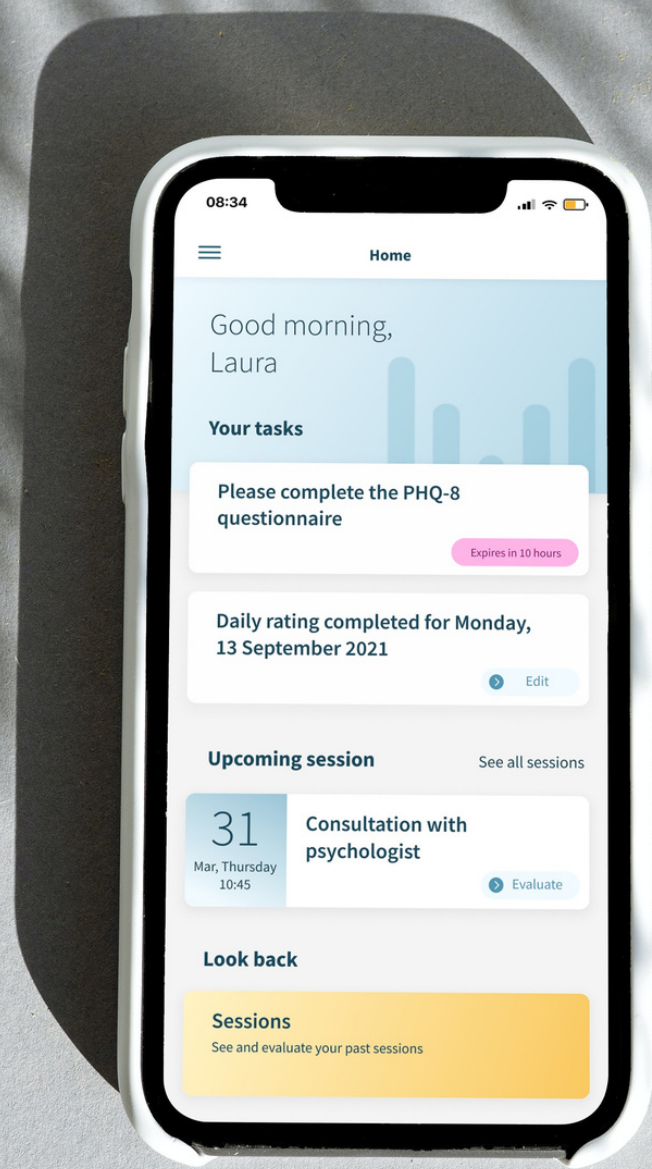 08:34
Home
Good morning,
Laura
Your tasks
Please complete the PHQ-8
questionnaire
Expires in 10 hours
Daily rating completed for Monday,
13 September 2021
Edit
Upcoming session
See all sessions
31
Mar, Thursday
10:45
Consultation with
psychologist
Evaluate
Look back
Sessions
See and evaluate your past sessions